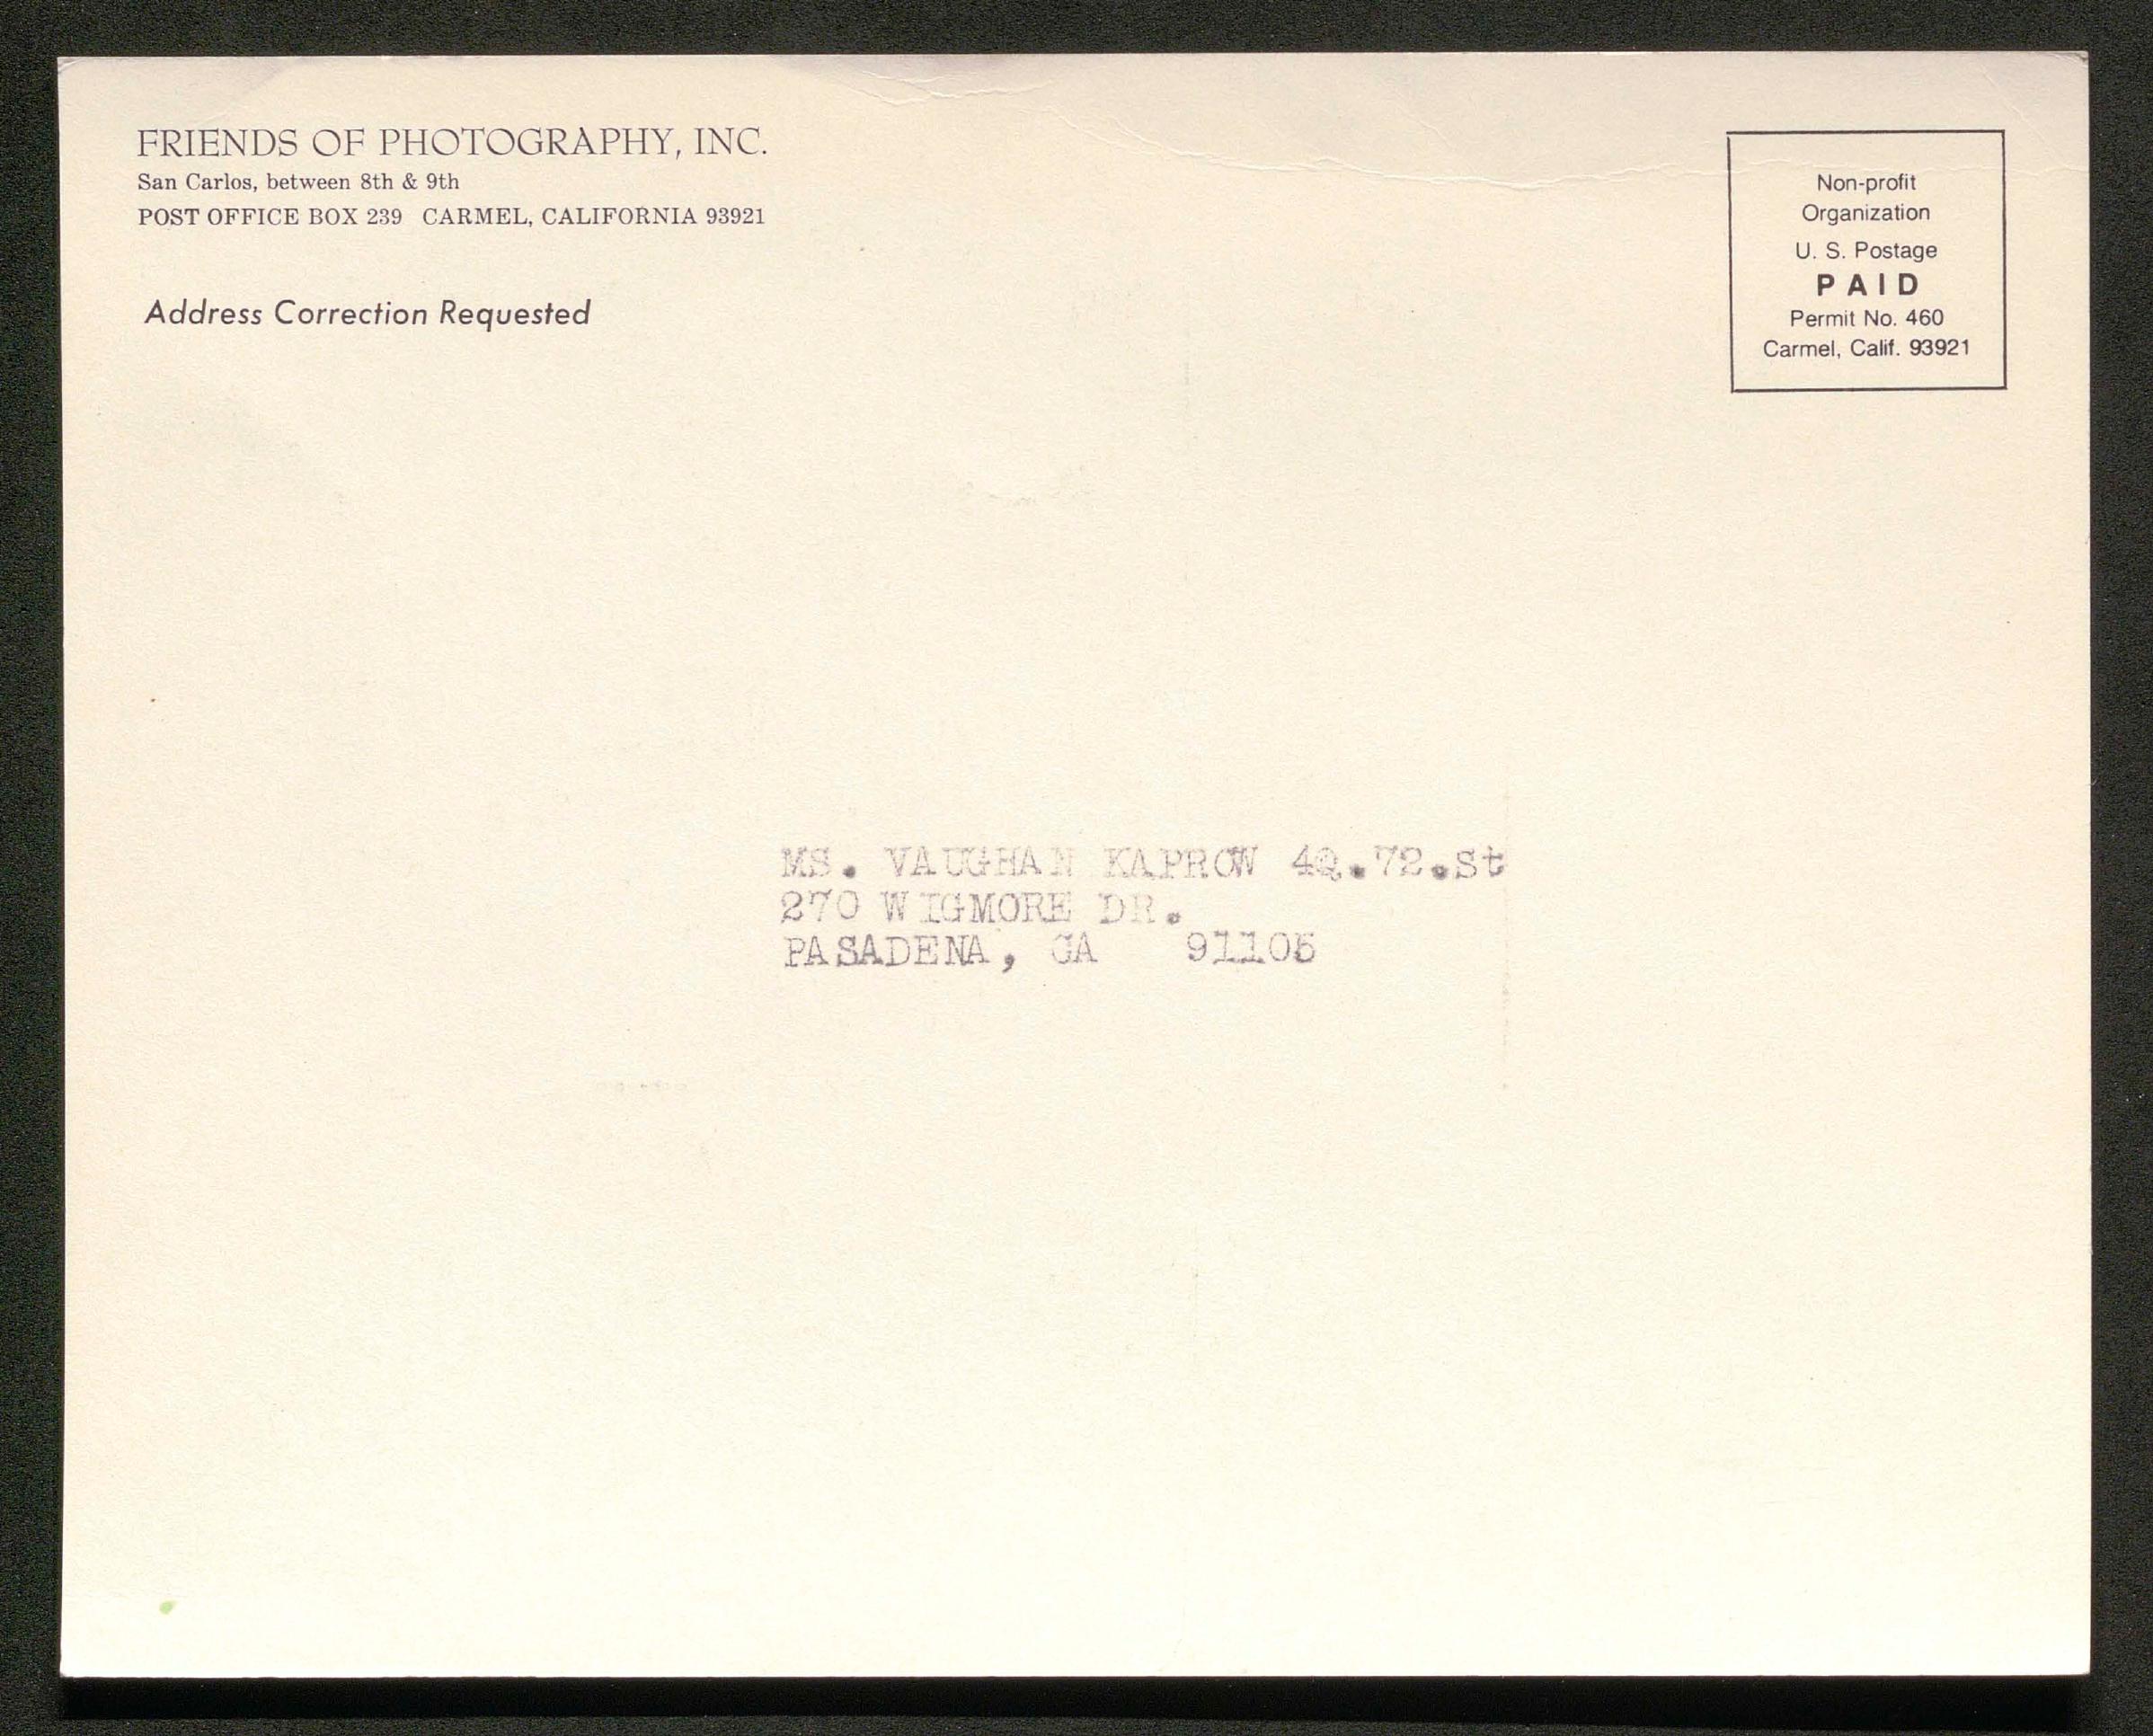 FRIENDS OF PHOTOGRAPHY, INC.
San Carlos, between 8th & 9th
POST OFFICE BOX 239 CARMEL, CALIFORNIA 93921
Address Correction Requested
Non-profit
Organization
U. S. Postage
PAID
Permit No. 460
Carmel, Calif. 93921
MS. VAUGHAN KAPROW 4Q.72.St
270 WIGMORE DR.
PASADENA, CA 91105